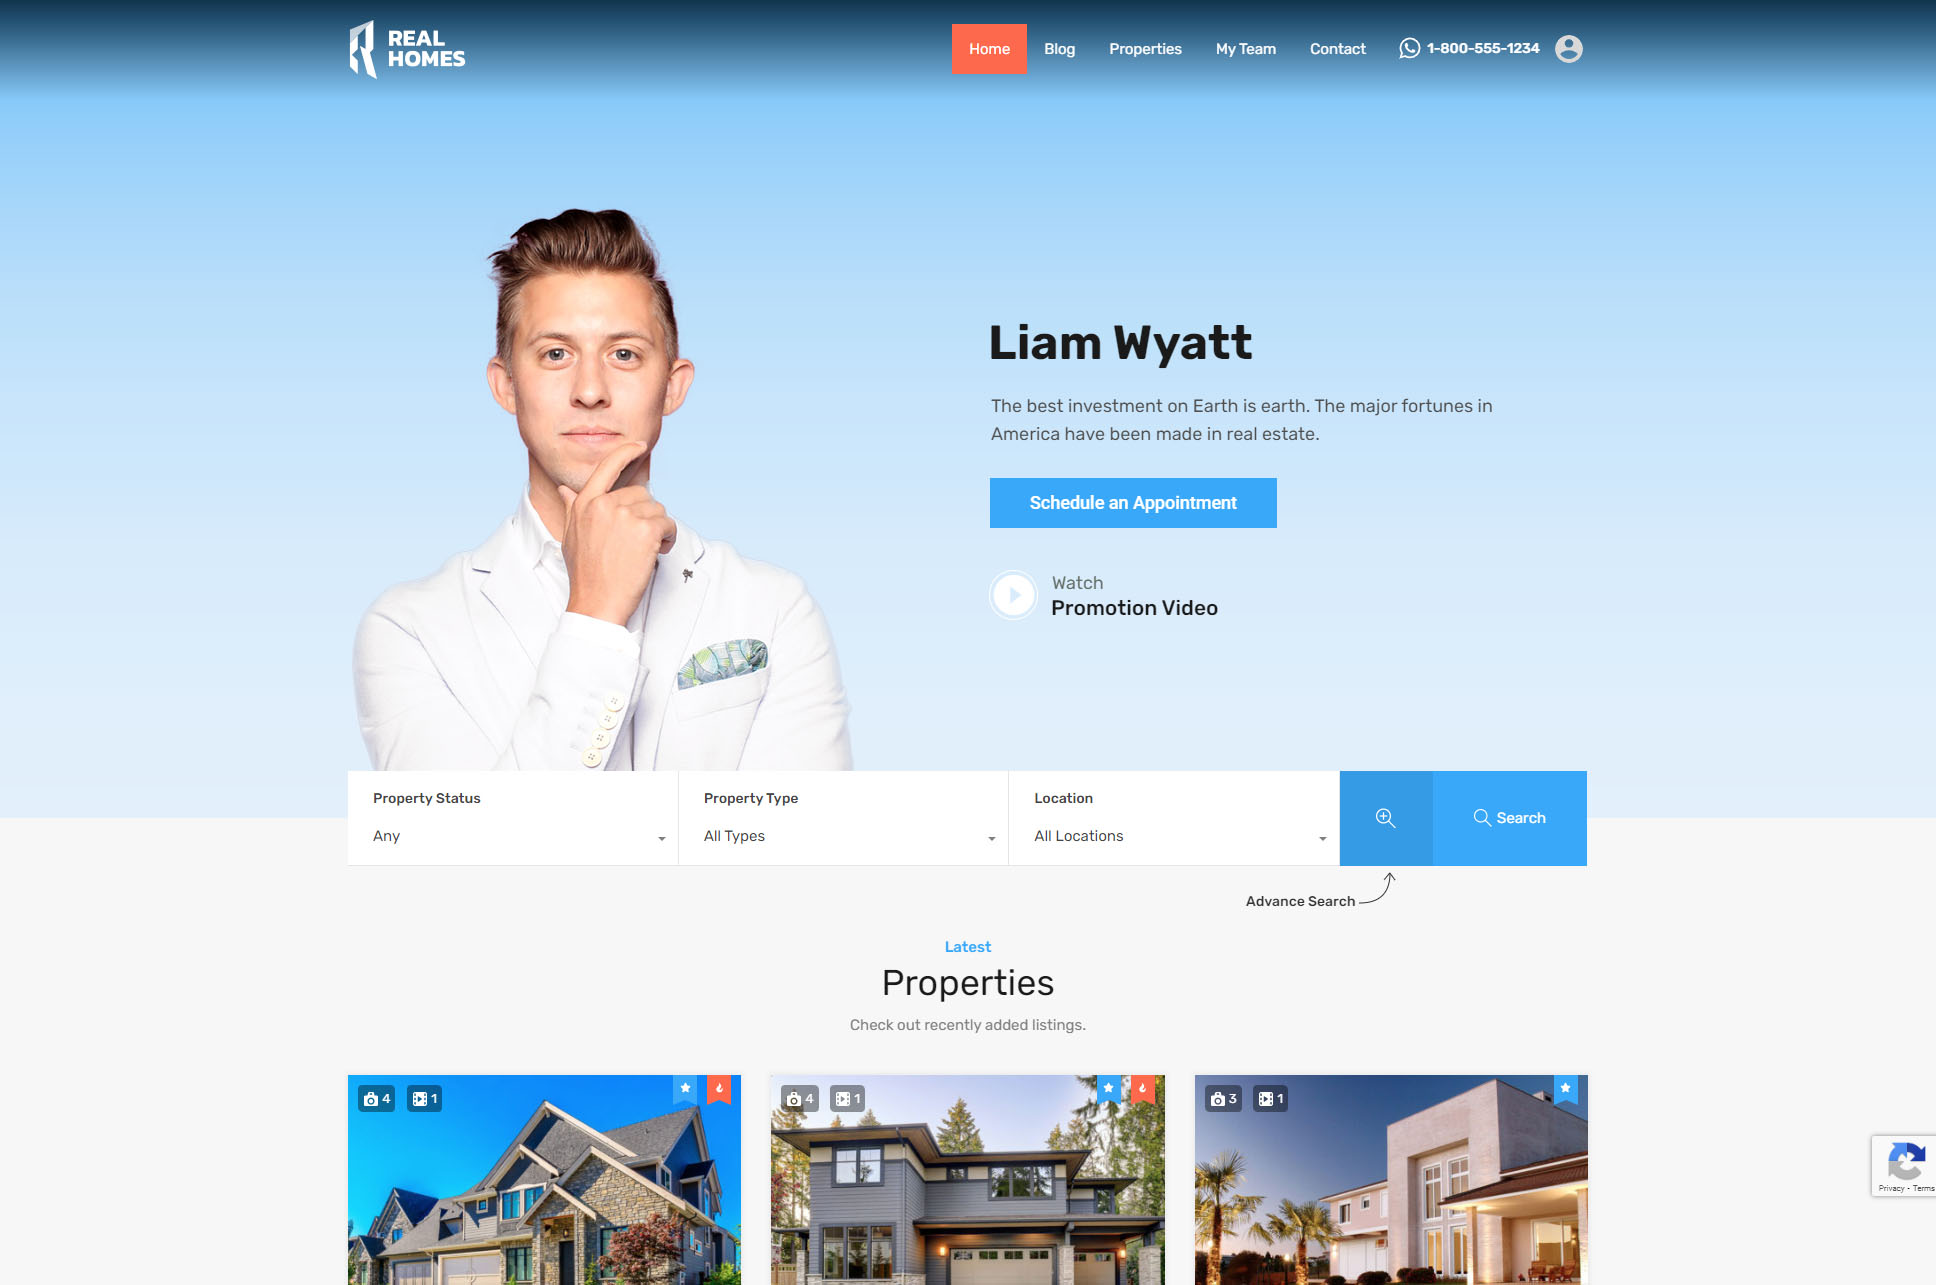 REAL
HOMES
Home
Blog
Properties
My Team
Contact
1-800-555-1234
Liam Wyatt
The best investment on Earth is earth. The major fortunes in
America have been made in real estate.
Schedule an Appointment
Watch
Promotion Video
Property Status
Any
Property Type
All Types
Location
All Locations
Search
Advance Search
Latest
Properties
Check out recently added listings.
4
1
4
1
3
1
Privacy - Terms